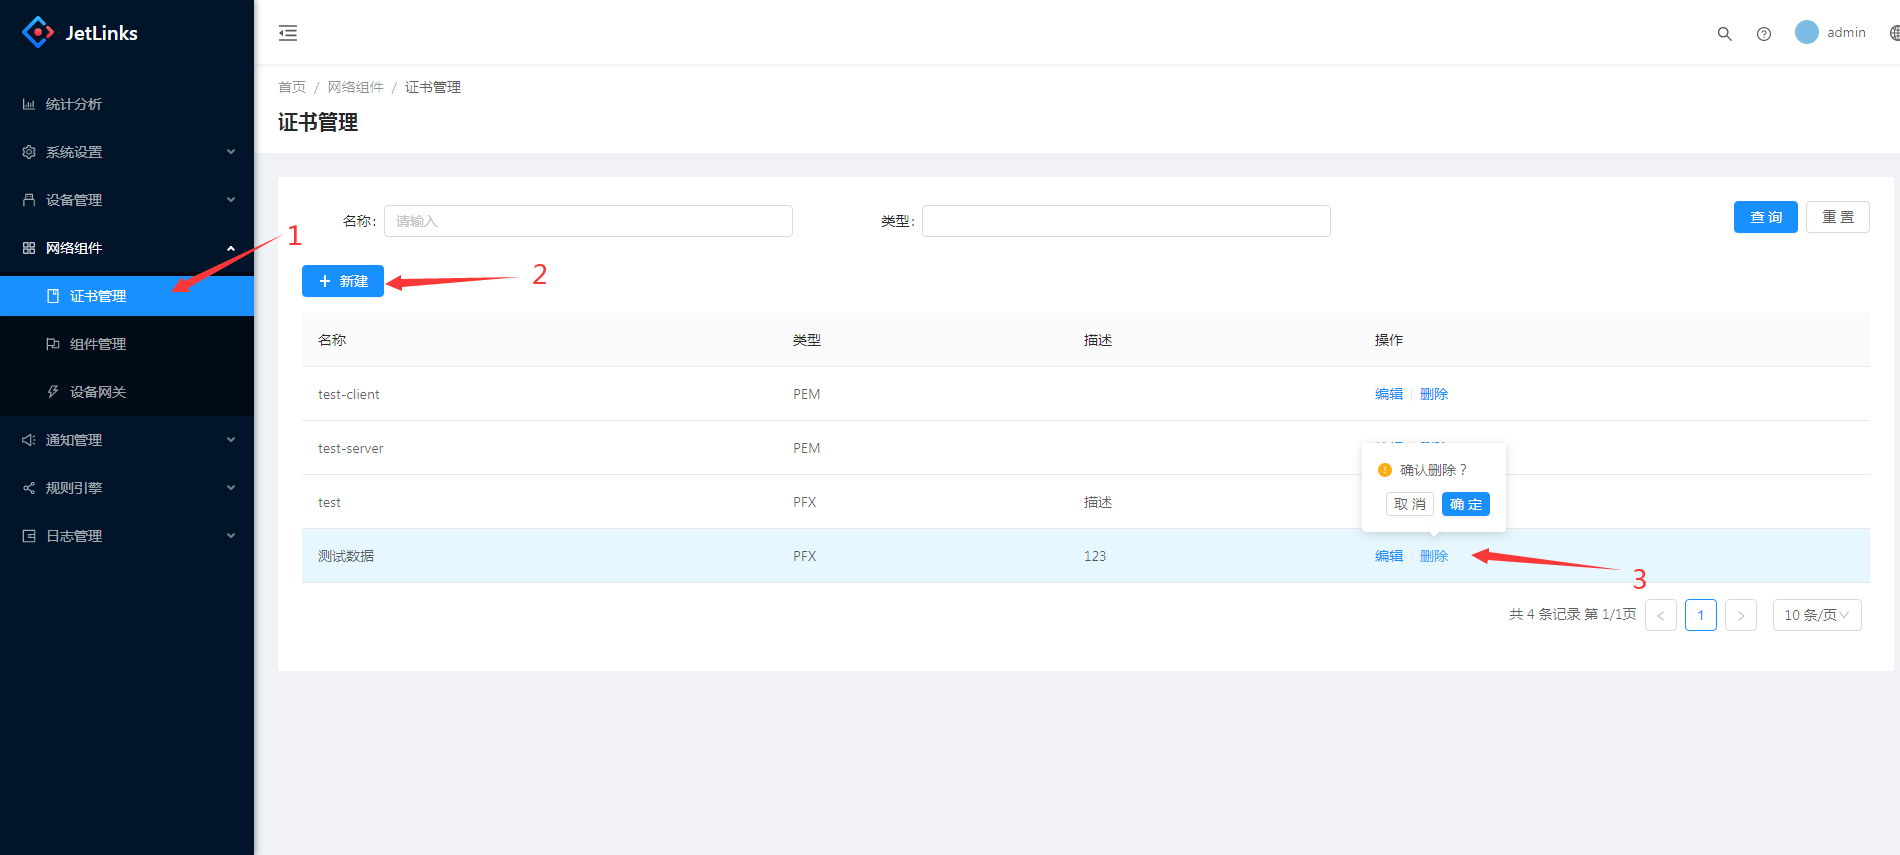 JetLinks
admin
统计分析
系统设置
设备管理
网络组件
证书管理
组件管理
设备网关
通知管理
规则引擎
日志管理
首页 / 网络组件 / 证书管理
证书管理
名称: 请输入 类型: 查 询 重 置
1
+ 新建 2
名称 类型 描述 操作
test-client PEM 编辑 删除
test-server PEM
确认删除？
test PFX 描述
取 消 确 定
测试数据 PFX 123 编辑 删除
3
共 4 条记录 第 1/1页 < 1 > 10 条/页